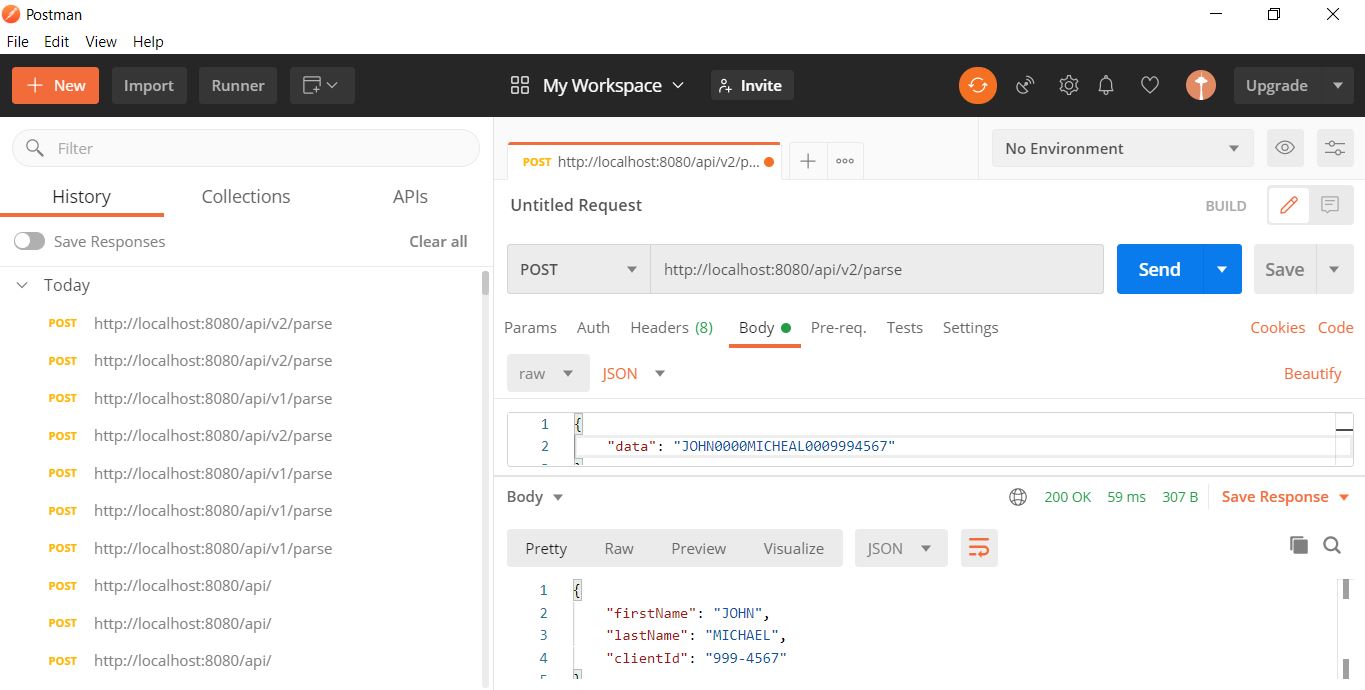 Postman
File Edit View Help
New Import Runner My Workspace Invite Upgrade
Filter
History Collections APIs
Save Responses Clear all
Today
POST http://localhost:8080/api/v2/parse
POST http://localhost:8080/api/v2/parse
POST http://localhost:8080/api/v1/parse
POST http://localhost:8080/api/v2/parse
POST http://localhost:8080/api/v1/parse
POST http://localhost:8080/api/v1/parse
POST http://localhost:8080/api/v1/parse
POST http://localhost:8080/api/
POST http://localhost:8080/api/
POST http://localhost:8080/api/
POST http://localhost:8080/api/v2/p...
No Environment
Untitled Request BUILD
POST http://localhost:8080/api/v2/parse Send Save
Params Auth Headers (8) Body Pre-req. Tests Settings Cookies Code
raw JSON Beautify
1 {
2 "data": "JOHN0000MICHEAL0009994567"
Body 200 OK 59 ms 307 B Save Response
Pretty Raw Preview Visualize JSON
1 {
2 "firstName": "JOHN",
3 "lastName": "MICHAEL",
4 "clientId": "999-4567"
5 }